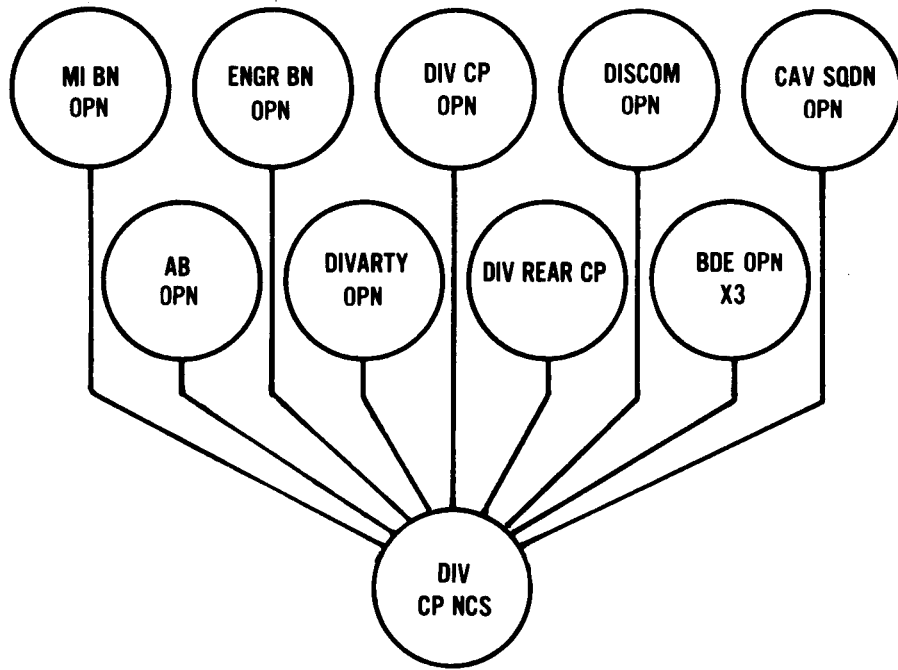 MI BN
OPN
ENGR BN
OPN
DIV CP
OPN
DISCOM
OPN
CAV SQDN
OPN
AB
OPN
DIVARTY
OPN
DIV REAR CP
BDE OPN
X3
DIV
CP NCS